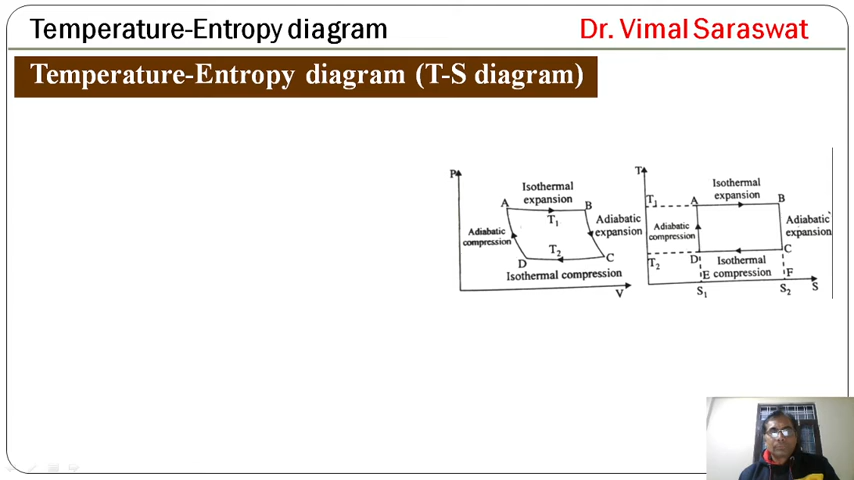 Temperature-Entropy diagram
Dr. Vimal Saraswat
Temperature-Entropy diagram (T-S diagram)
P
Isothermal
expansion
A
B
T1
Adiabatic
compression
Adiabatic
expansion
T2
D
C
Isothermal compression
V
T
Isothermal
expansion
T1
A
B
Adiabatic
compression
Adiabatic
expansion
T2
D
C
Isothermal
compression
E
F
S1
S2
S